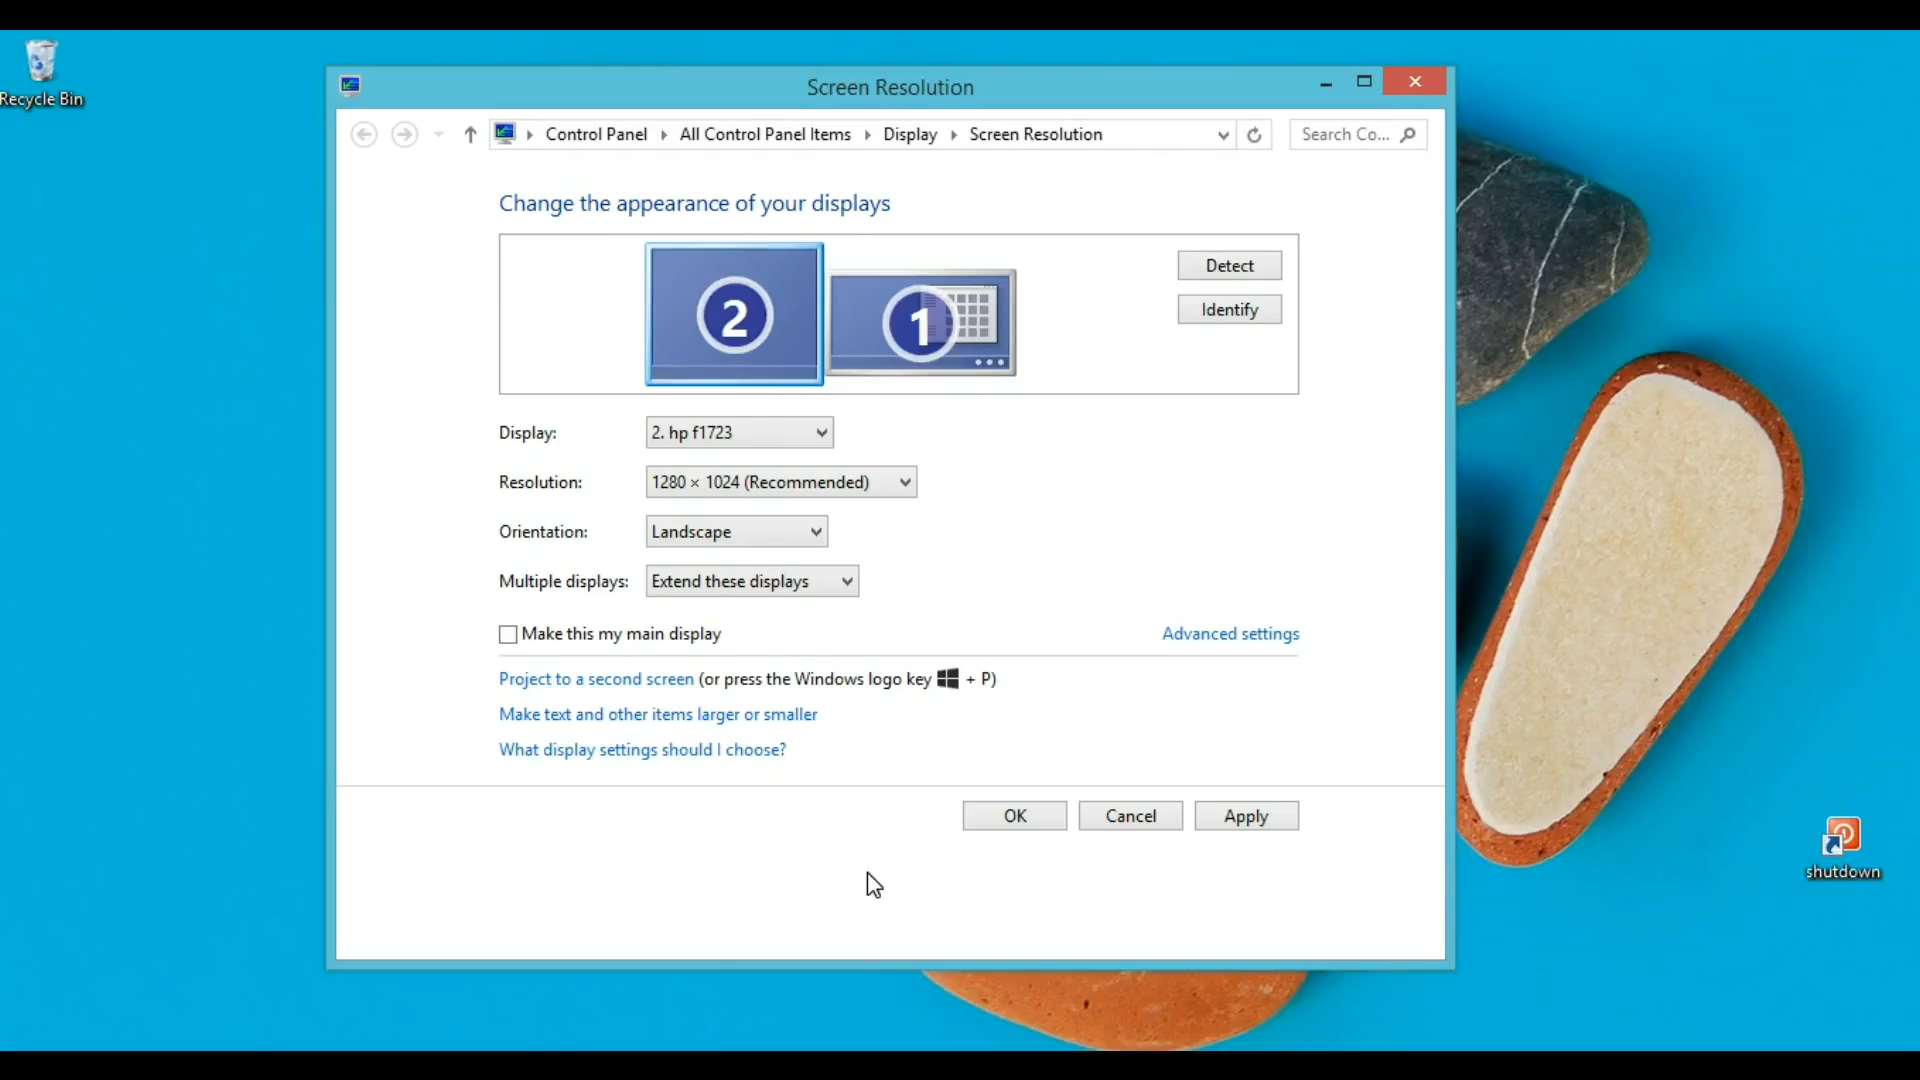 Recycle Bin
Screen Resolution
Control Panel All Control Panel Items Display Screen Resolution Search Co...
Change the appearance of your displays
2 1
Detect
Identify
Display: 2. hp f1723
Resolution: 1280 × 1024 (Recommended)
Orientation: Landscape
Multiple displays: Extend these displays
Make this my main display Advanced settings
Project to a second screen (or press the Windows logo key + P)
Make text and other items larger or smaller
What display settings should I choose?
OK Cancel Apply
shutdown